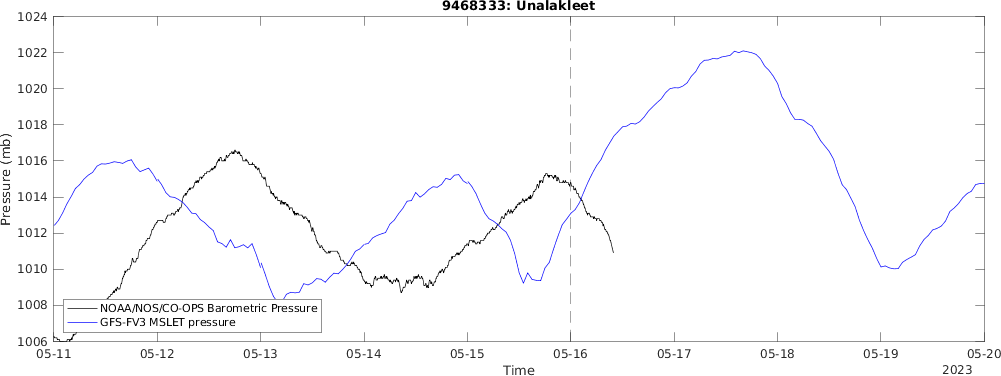 9468333: Unalakleet
1024
1022
1020
1018
1016
1014
1012
1010
1008
1006
Pressure (mb)
NOAA/NOS/CO-OPS Barometric Pressure
GFS-FV3 MSLET pressure
05-11 05-12 05-13 05-14 05-15 05-16 05-17 05-18 05-19 05-20
Time
2023